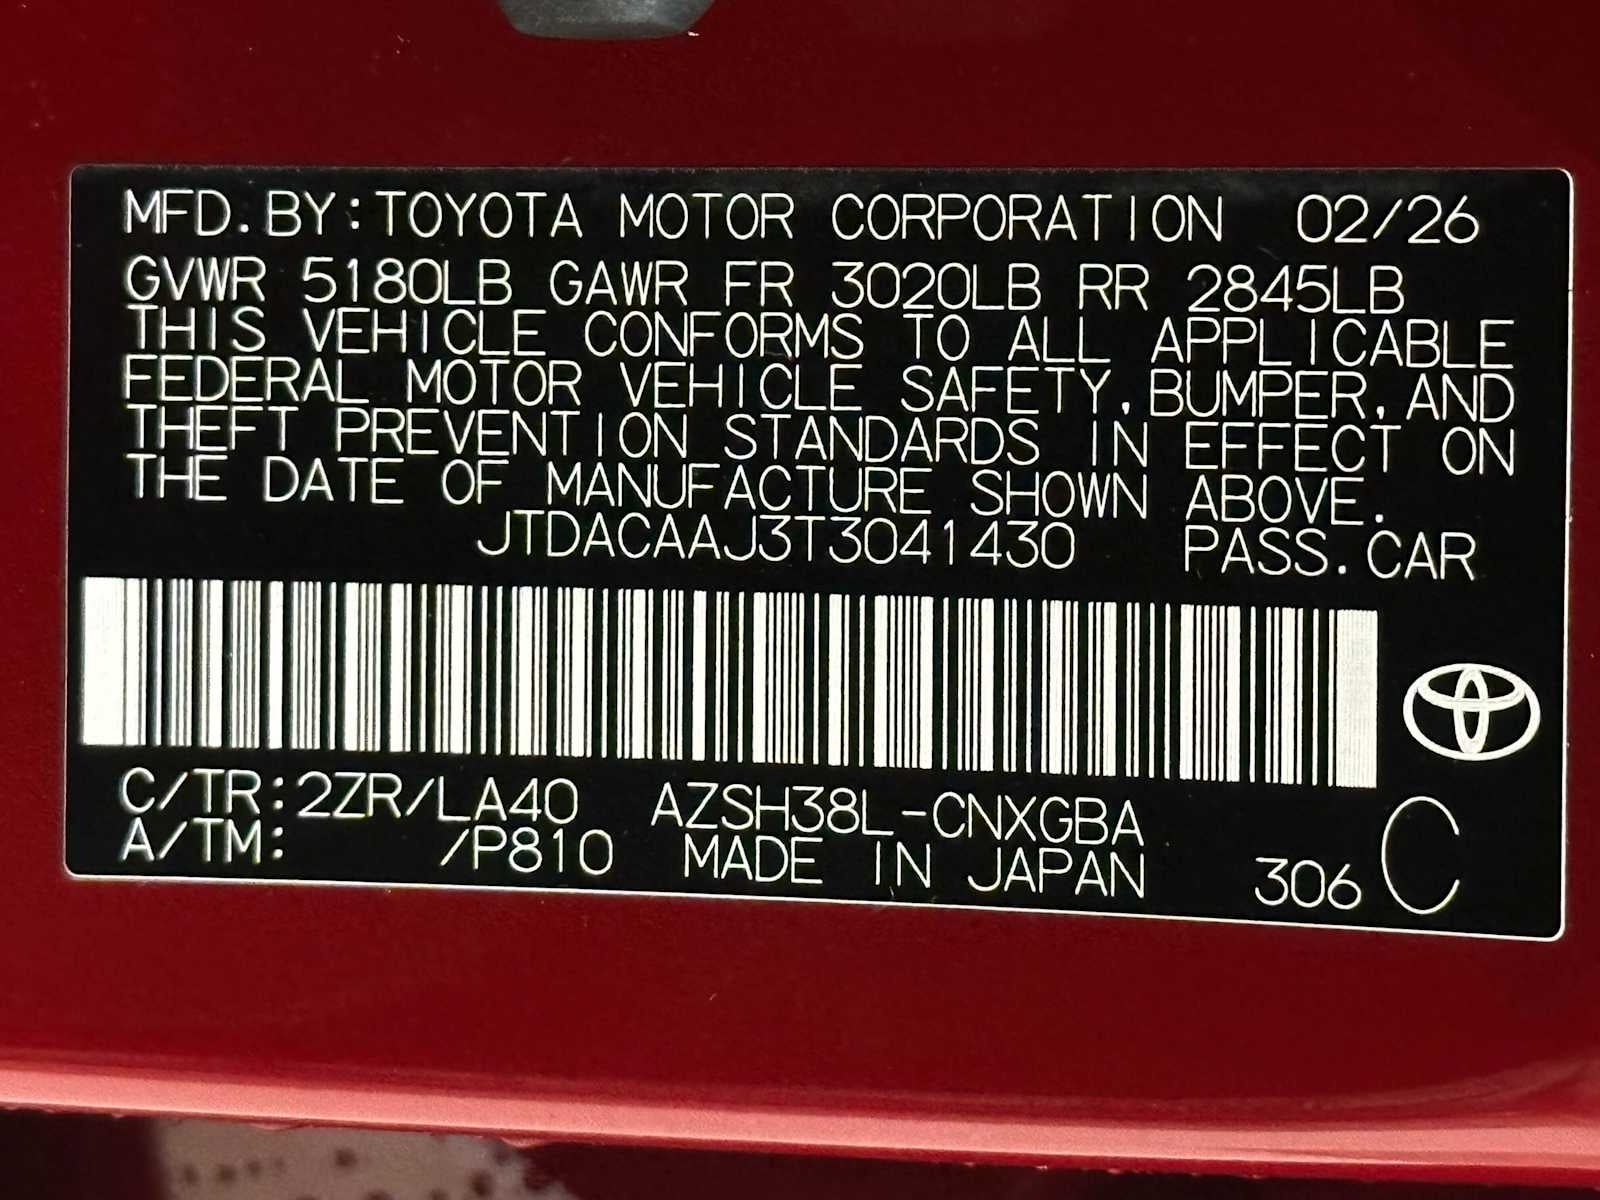 MFD. BY:TOYOTA MOTOR CORPORATION 02/26
GVWR 5180LB GAWR FR 3020LB RR 2845LB
THIS VEHICLE CONFORMS TO ALL APPLICABLE
FEDERAL MOTOR VEHICLE SAFETY, BUMPER, AND
THEFT PREVENTION STANDARDS IN EFFECT ON
THE DATE OF MANUFACTURE SHOWN ABOVE.
JTDACAAJ3T3041430 PASS. CAR
C/TR:2ZR/LA40 AZSH38L-CNXGBA
A/TM: /P810 MADE IN JAPAN 306 C